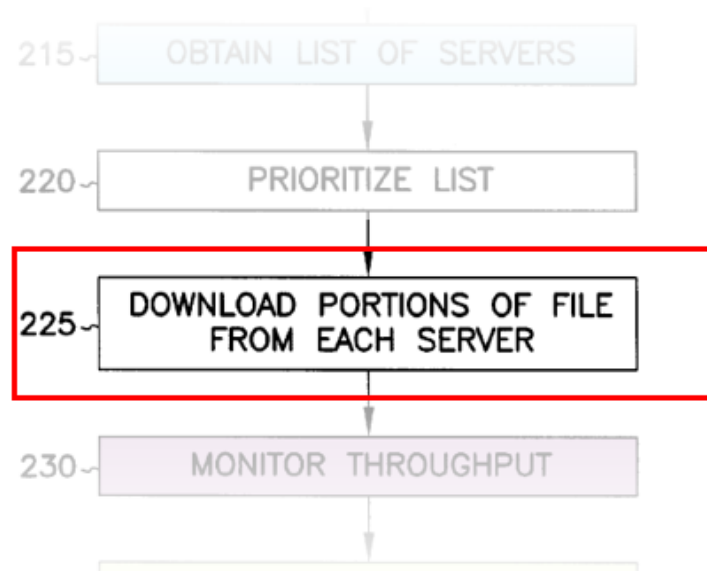 215 OBTAIN LIST OF SERVERS
220 PRIORITIZE LIST
225 DOWNLOAD PORTIONS OF FILE
FROM EACH SERVER
230 MONITOR THROUGHPUT